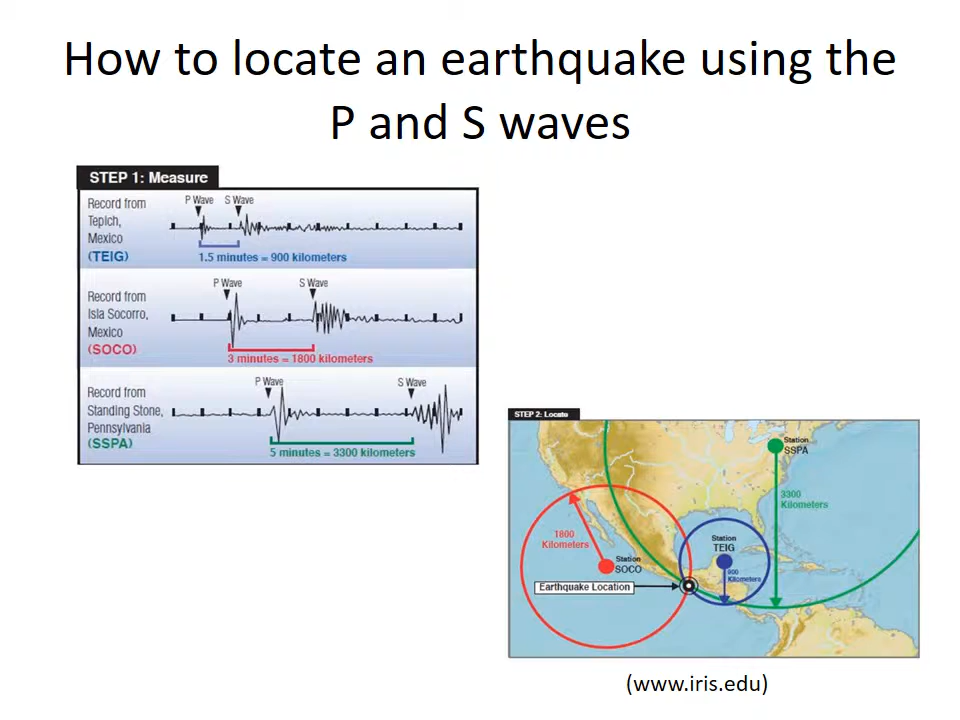 How to locate an earthquake using the
P and S waves
STEP 1: Measure
P Wave S Wave
Record from
Tepich,
Mexico
(TEIG)
1.5 minutes = 900 kilometers
P Wave S Wave
Record from
Isla Socorro,
Mexico
(SOCO)
3 minutes = 1800 kilometers
P Wave S Wave
Record from
Standing Stone,
Pennsylvania
(SSPA)
5 minutes = 3300 kilometers
STEP 2: Locate
Station
SSPA
3300
Kilometers
1800
Kilometers
Station
TEIG
Station
SOCO
900
Kilometers
Earthquake Location
(www.iris.edu)